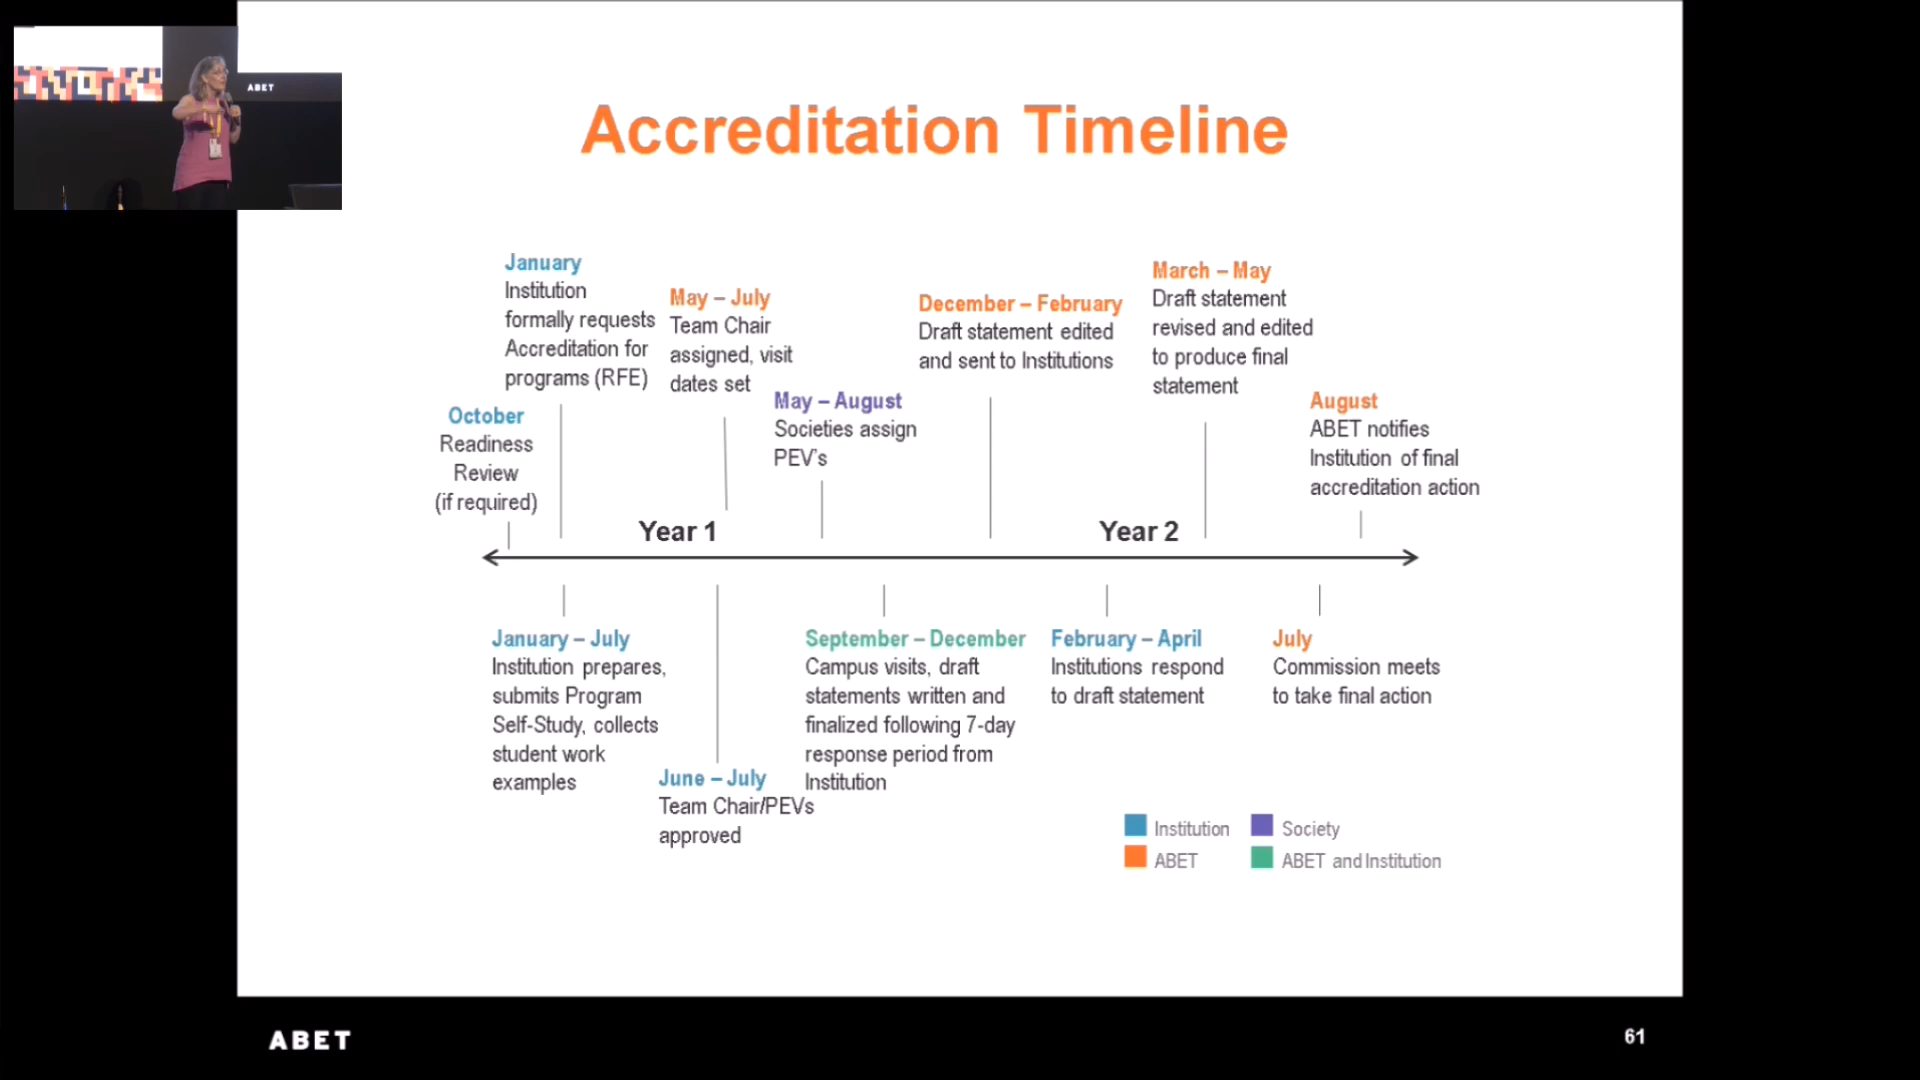 ABET
Accreditation Timeline
January
Institution
formally requests
Accreditation for
programs (RFE)
May – July
Team Chair
assigned, visit
dates set
December – February
Draft statement edited
and sent to Institutions
March – May
Draft statement
revised and edited
to produce final
statement
October
Readiness
Review
(if required)
May – August
Societies assign
PEV's
August
ABET notifies
Institution of final
accreditation action
Year 1
Year 2
January – July
Institution prepares,
submits Program
Self-Study, collects
student work
examples
June – July
Team Chair/PEVs
approved
September – December
Campus visits, draft
statements written and
finalized following 7-day
response period from
Institution
February – April
Institutions respond
to draft statement
July
Commission meets
to take final action
Institution
Society
ABET
ABET and Institution
ABET
61